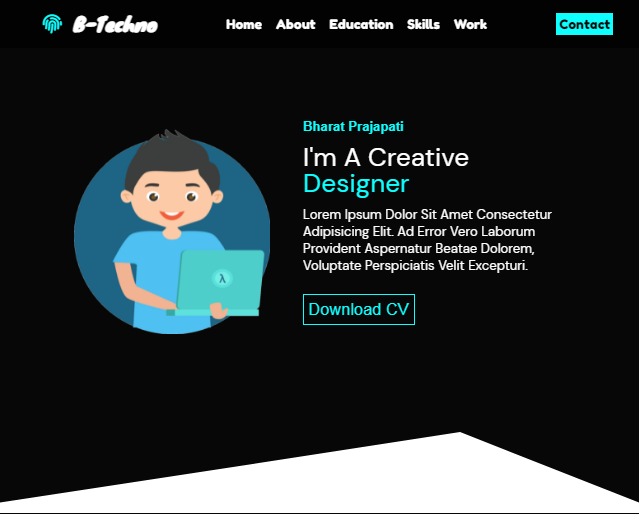 B-Techno Home About Education Skills Work Contact
Bharat Prajapati
I'm A Creative
Designer
Lorem Ipsum Dolor Sit Amet Consectetur
Adipisicing Elit. Ad Error Vero Laborum
Provident Aspernatur Beatae Dolorem,
Voluptate Perspiciatis Velit Excepturi.
λ
Download CV